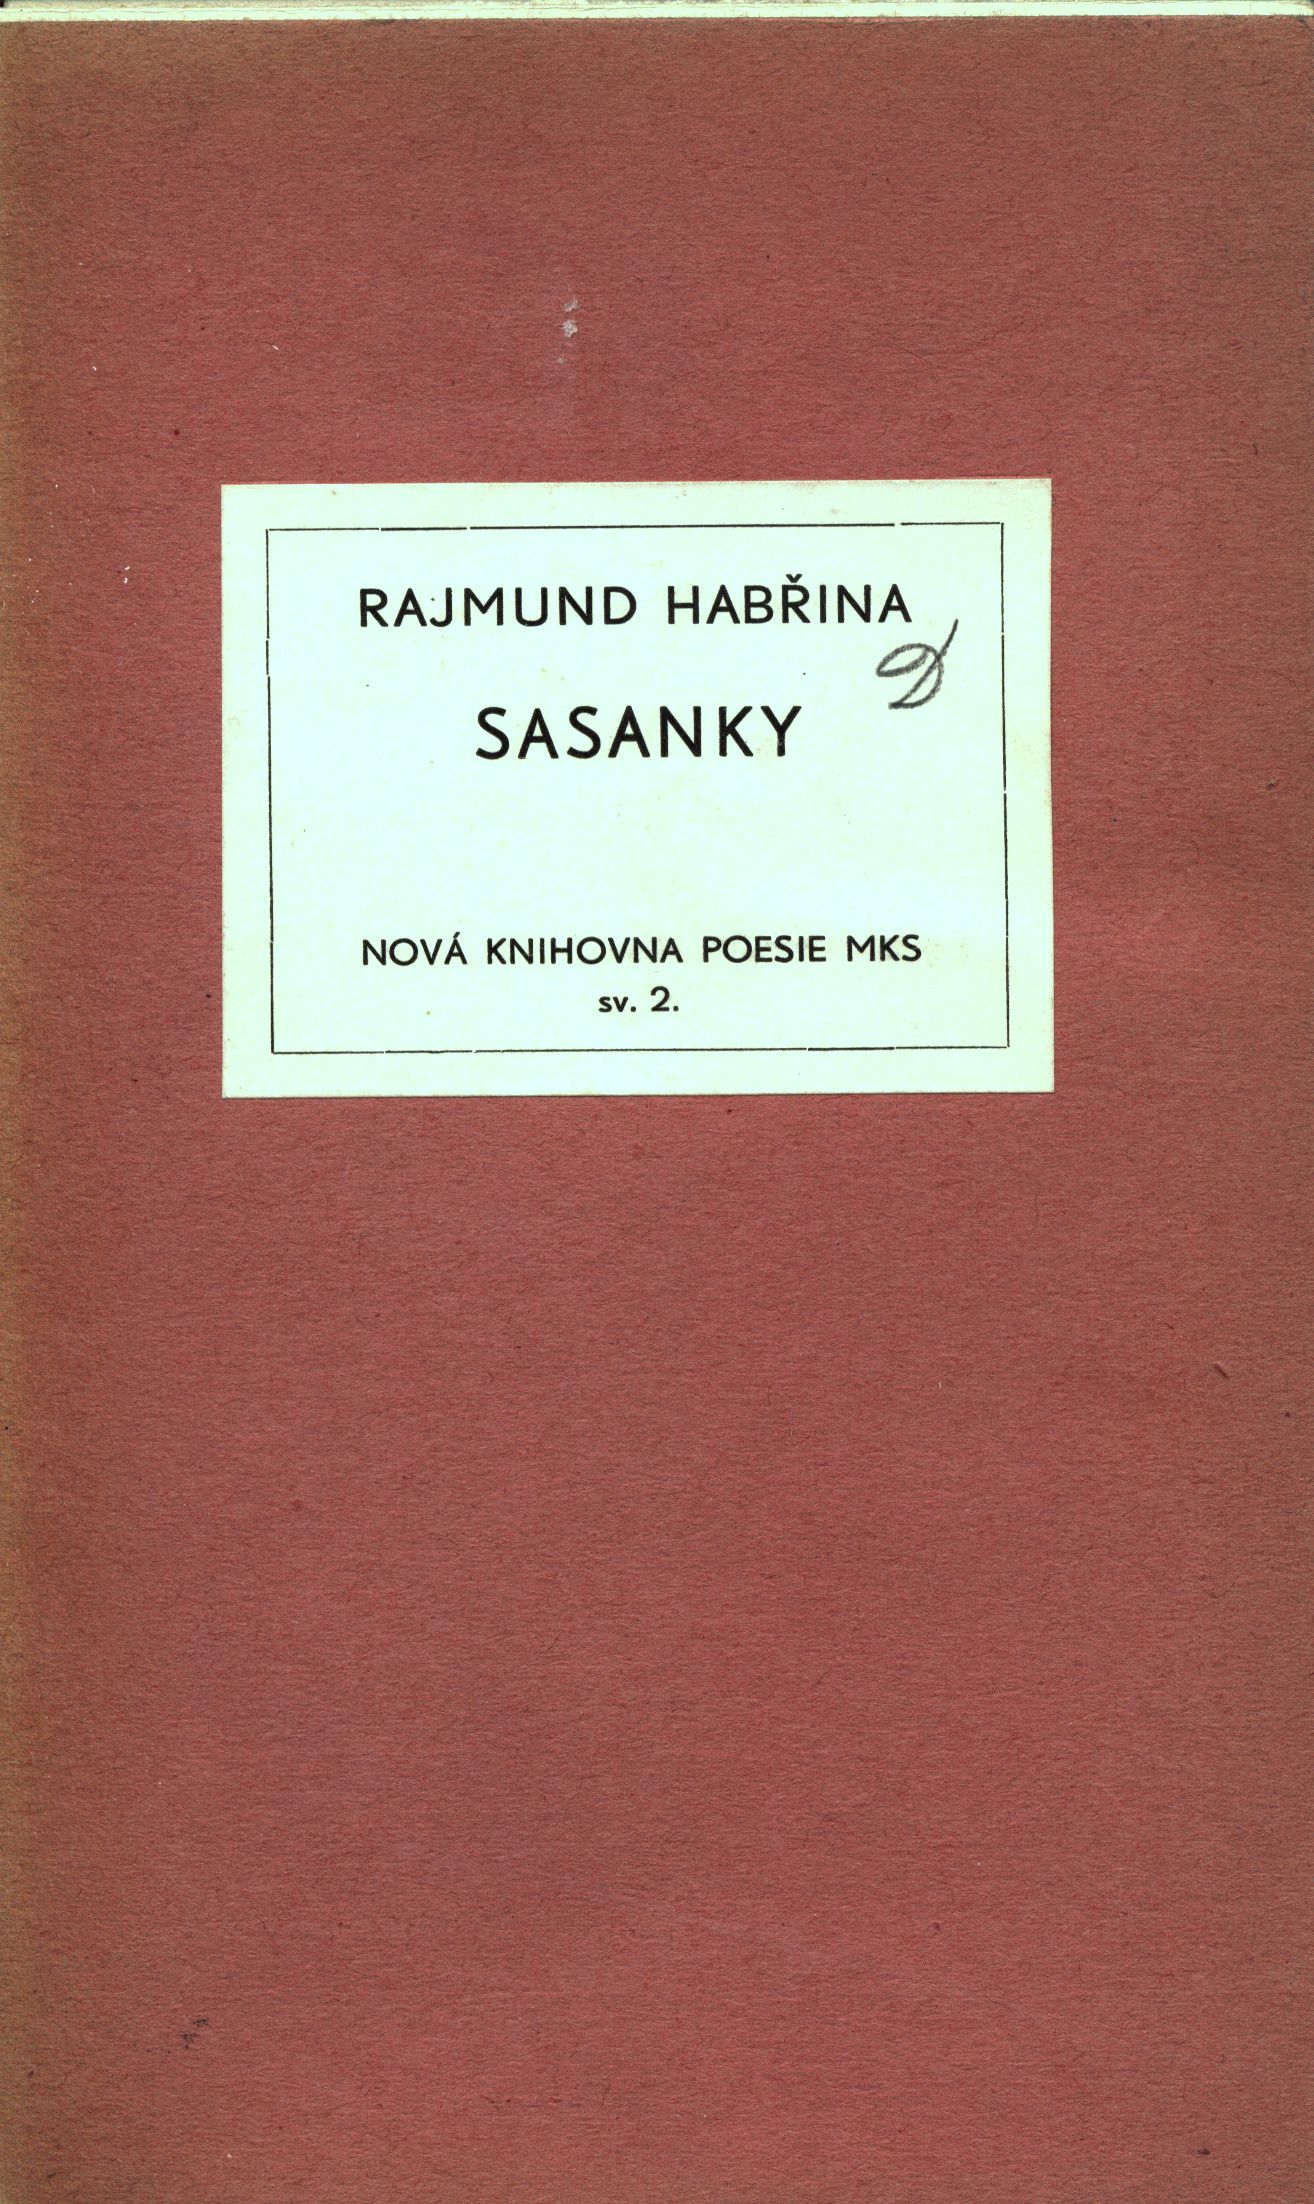 RAJMUND HABŘINA
D
SASANKY
NOVÁ KNIHOVNA POESIE MKS
sv. 2.